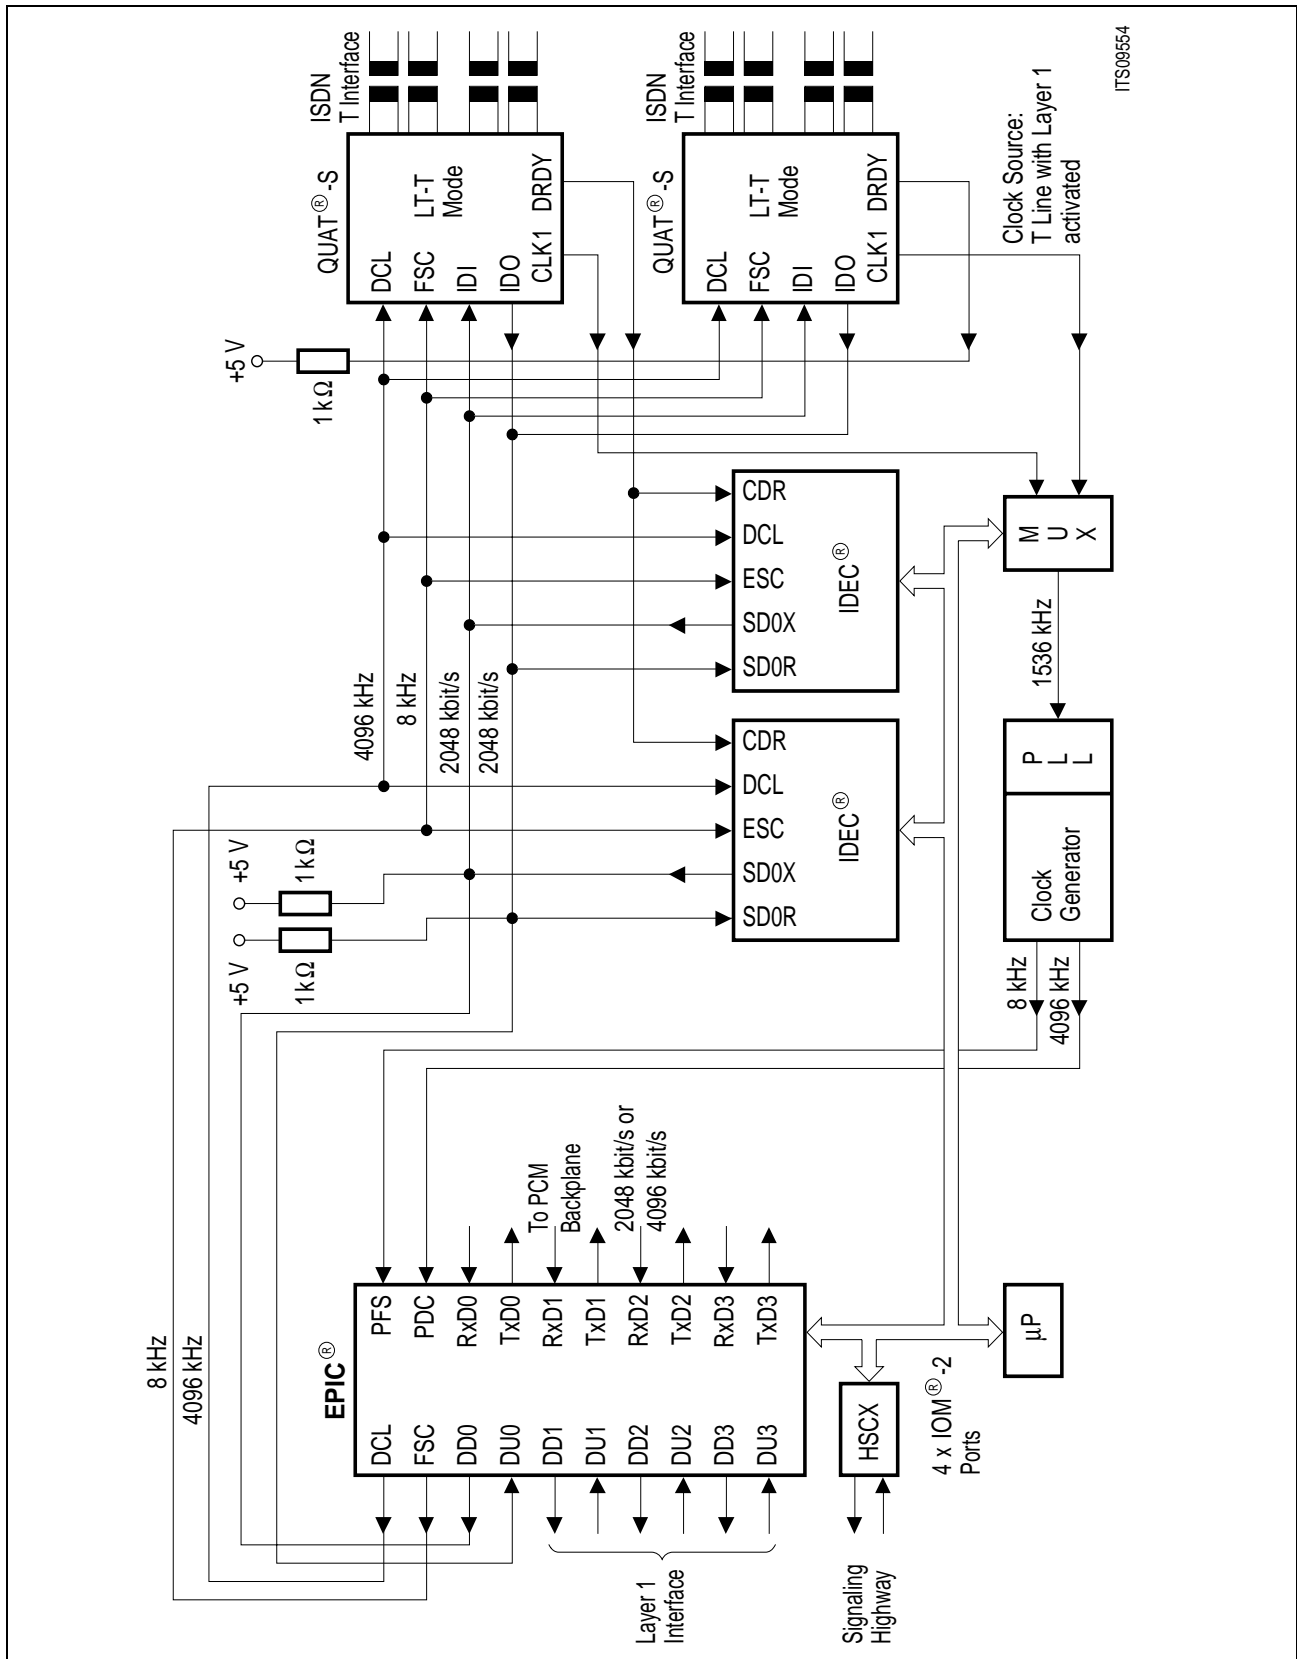 ITS09554
ISDN
T Interface
ISDN
T Interface
QUAT®-S
DCL
FSC
IDI
IDO
CLK1
DRDY
LT-T
Mode
QUAT®-S
DCL
FSC
IDI
IDO
CLK1
DRDY
LT-T
Mode
Clock Source:
T Line with Layer 1
activated
+5 V
1 kΩ
CDR
DCL
ESC
SD0X
SD0R
IDEC®
M
U
X
1536 kHz
4096 kHz
8 kHz
2048 kbit/s
2048 kbit/s
CDR
DCL
ESC
SD0X
SD0R
IDEC®
P
L
L
Clock
Generator
+5 V
1 kΩ
+5 V
1 kΩ
8 kHz
4096 kHz
8 kHz
4096 kHz
EPIC®
PFS
PDC
RxD0
TxD0
RxD1
TxD1
RxD2
TxD2
RxD3
TxD3
To PCM
Backplane
2048 kbit/s or
4096 kbit/s
DCL
FSC
DD0
DU0
DD1
DU1
DD2
DU2
DD3
DU3
Layer 1
Interface
HSCX
Signaling
Highway
4 x IOM®-2
Ports
µP